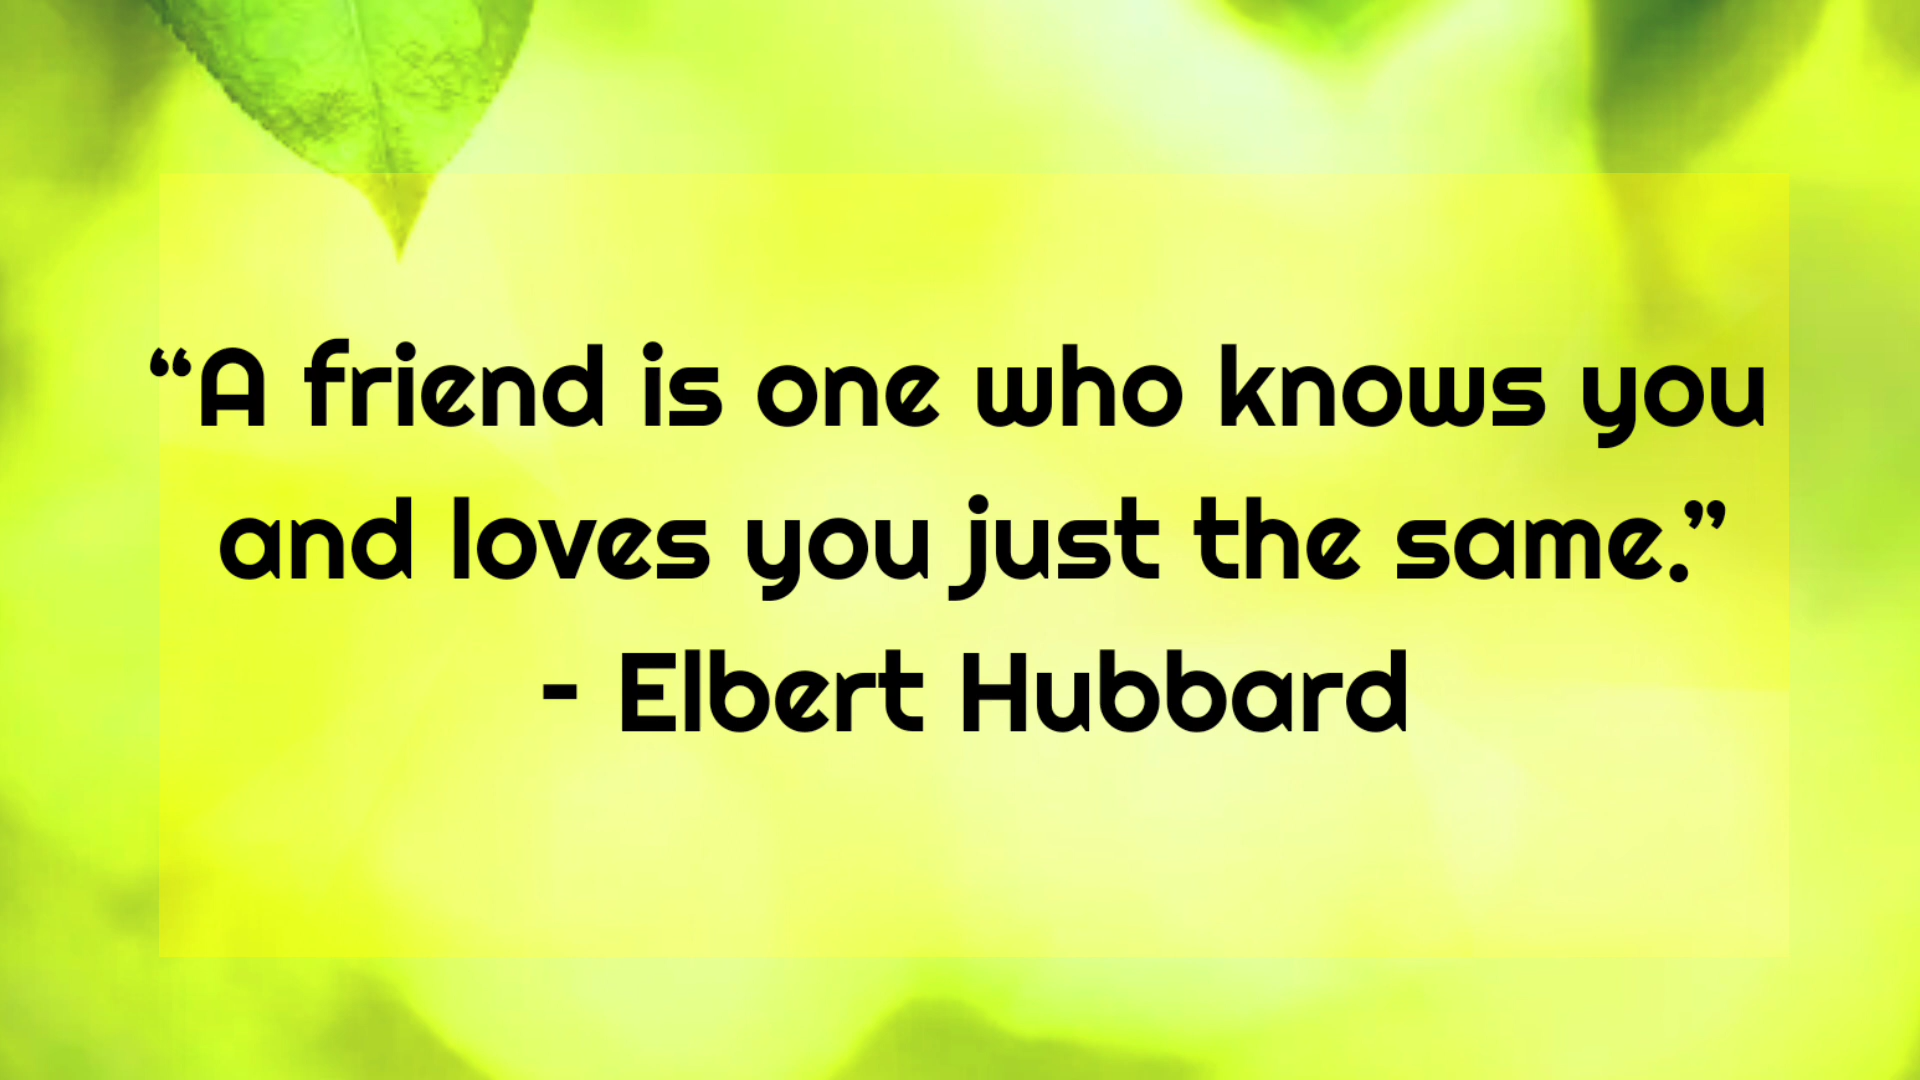 “A friend is one who knows you
and loves you just the same.”
- Elbert Hubbard